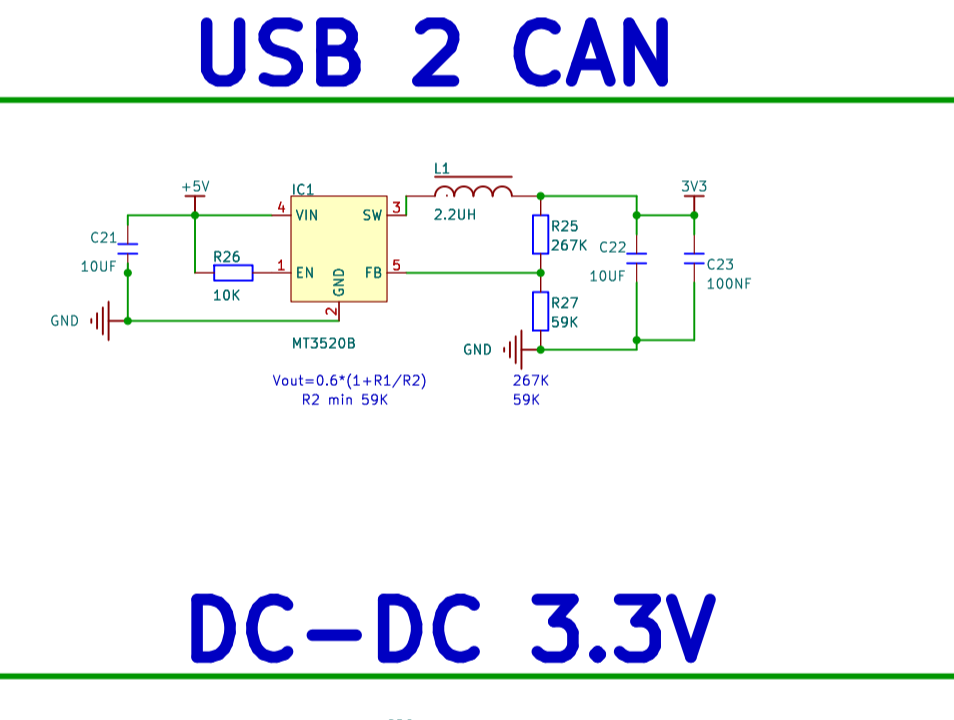 USB 2 CAN
L1
2.2UH
+5V
IC1
3V3
4
VIN
SW
3
C21
10UF
R26
10K
1
EN
GND
FB
5
2
R25
267K
C22
10UF
C23
100NF
R27
59K
GND
MT3520B
GND
Vout=0.6*(1+R1/R2)
R2 min 59K
267K
59K
DC-DC 3.3V